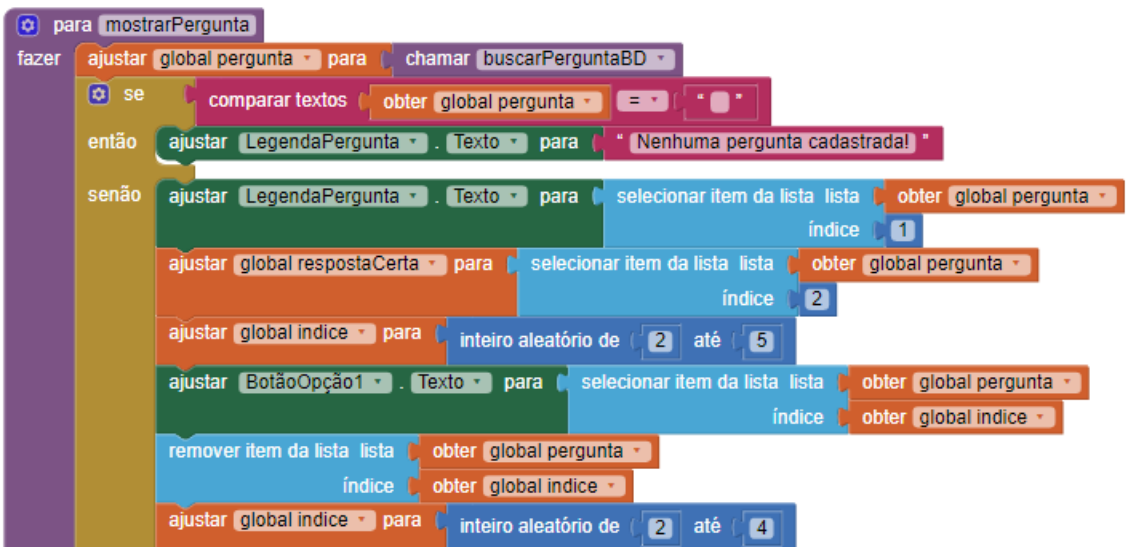 para mostrarPergunta
fazer ajustar global pergunta para chamar buscarPerguntaBD
se comparar textos obter global pergunta = " "
então ajustar LegendaPergunta . Texto para " Nenhuma pergunta cadastrada! "
senão ajustar LegendaPergunta . Texto para selecionar item da lista lista obter global pergunta
índice 1
ajustar global respostaCerta para selecionar item da lista lista obter global pergunta
índice 2
ajustar global indice para inteiro aleatório de 2 até 5
ajustar BotãoOpção1 . Texto para selecionar item da lista lista obter global pergunta
índice obter global indice
remover item da lista lista obter global pergunta
índice obter global indice
ajustar global indice para inteiro aleatório de 2 até 4